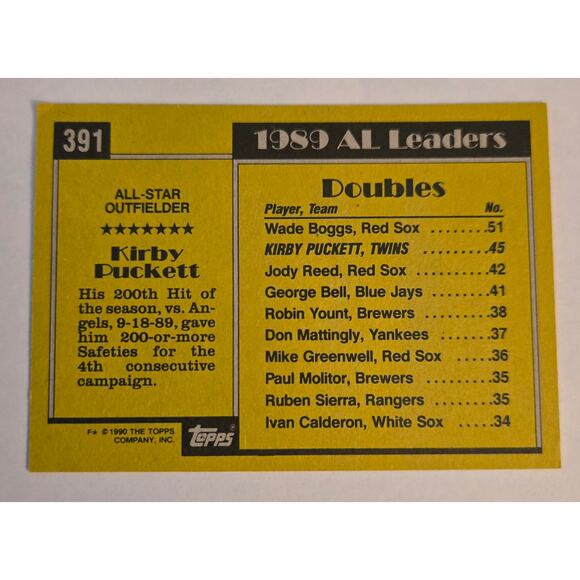 391
ALL-STAR
OUTFIELDER
★★★★★★★
Kirby
Puckett
His 200th Hit of
the season, vs. An-
gels, 9-18-89, gave
him 200-or-more
Safeties for the
4th consecutive
campaign.
F★ ©1990 THE TOPPS
COMPANY, INC.
topps®
1989 AL Leaders
Doubles
Player, Team No.
Wade Boggs, Red Sox ........51
KIRBY PUCKETT, TWINS ....45
Jody Reed, Red Sox ........42
George Bell, Blue Jays ......41
Robin Yount, Brewers ......38
Don Mattingly, Yankees .....37
Mike Greenwell, Red Sox ....36
Paul Molitor, Brewers .......35
Ruben Sierra, Rangers ......35
Ivan Calderon, White Sox ...34